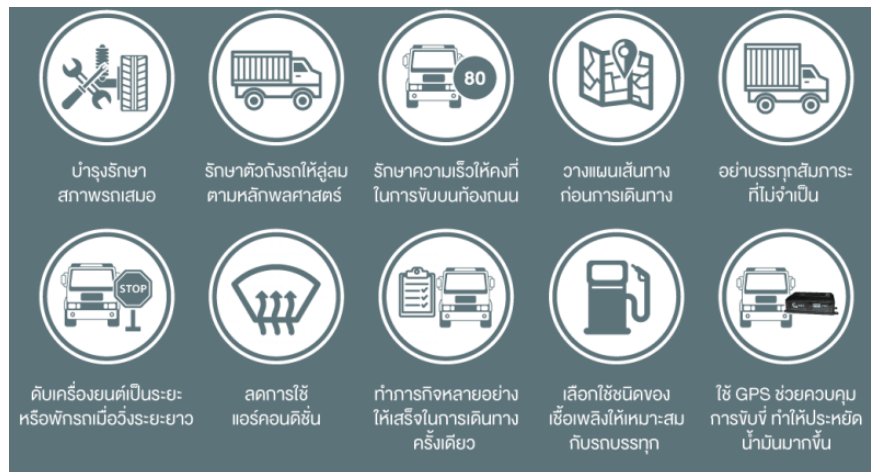 80
บำรุงรักษา
สภาพรถเสมอ
รักษาตัวถังรถให้ลู่ลม
ตามหลักพลศาสตร์
รักษาความเร็วให้คงที่
ในการขับบนท้องถนน
วางแผนเส้นทาง
ก่อนการเดินทาง
อย่าบรรทุกสัมภาระ
ที่ไม่จำเป็น
STOP
ดับเครื่องยนต์เป็นระยะ
หรือพักรถเมื่อวิ่งระยะยาว
ลดการใช้
แอร์คอนดิชั่น
ทำภารกิจหลายอย่าง
ให้เสร็จในการเดินทาง
ครั้งเดียว
เลือกใช้ชนิดของ
เชื้อเพลิงให้เหมาะสม
กับรถบรรทุก
ใช้ GPS ช่วยควบคุม
การขับขี่ ทำให้ประหยัด
น้ำมันมากขึ้น